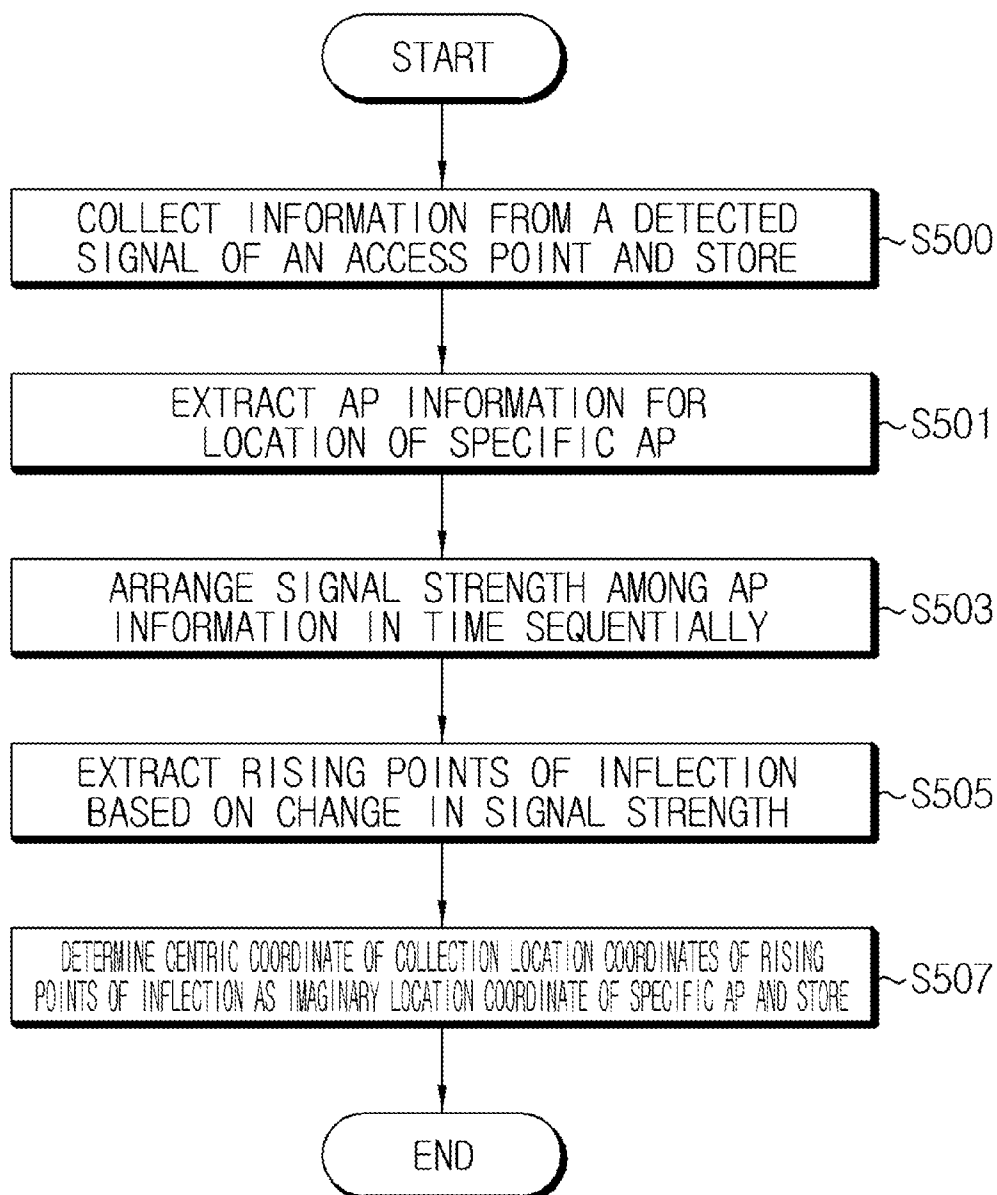 START
COLLECT INFORMATION FROM A DETECTED
SIGNAL OF AN ACCESS POINT AND STORE
~S500
EXTRACT AP INFORMATION FOR
LOCATION OF SPECIFIC AP
~S501
ARRANGE SIGNAL STRENGTH AMONG AP
INFORMATION IN TIME SEQUENTIALLY
~S503
EXTRACT RISING POINTS OF INFLECTION
BASED ON CHANGE IN SIGNAL STRENGTH
~S505
DETERMINE CENTRIC COORDINATE OF COLLECTION LOCATION COORDINATES OF RISING
POINTS OF INFLECTION AS IMAGINARY LOCATION COORDINATE OF SPECIFIC AP AND STORE
~S507
END